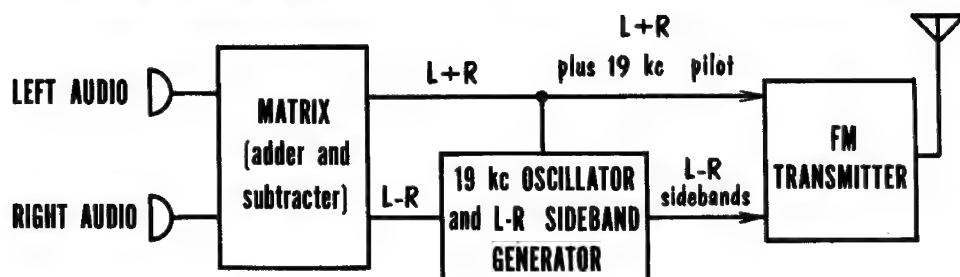 LEFT AUDIO
RIGHT AUDIO
MATRIX
(adder and
subtracter)
L+R
L-R
19 kc OSCILLATOR
and L-R SIDEBAND
GENERATOR
L+R
plus 19 kc pilot
L-R
sidebands
FM
TRANSMITTER